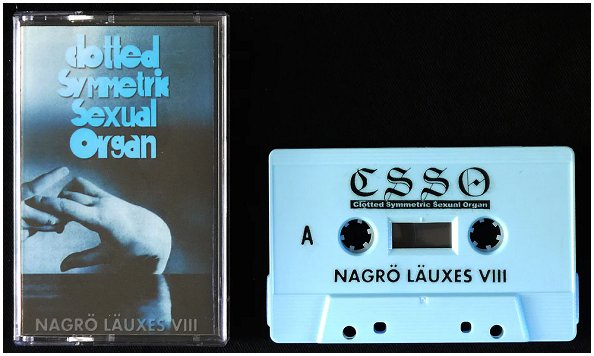 Clotted
Symmetric
Sexual
Organ
NAGRÖ LÄUXES VIII
CSSO
Clotted Symmetric Sexual Organ
A
NAGRÖ LÄUXES VIII